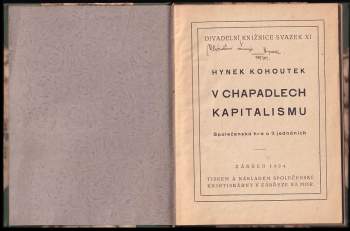 DIVADELNÍ KNIŽNICE SVAZEK XI
HYNEK KOHOUTEK
V CHAPADLECH
KAPITALISMU
Společenská hra o 3 jednáních
ZÁBŘEH 1934
TISKEM A NÁKLADEM SPOLEČENSKÉ
KNIHTISKÁRNY V ZÁBŘEZE NA MOR.